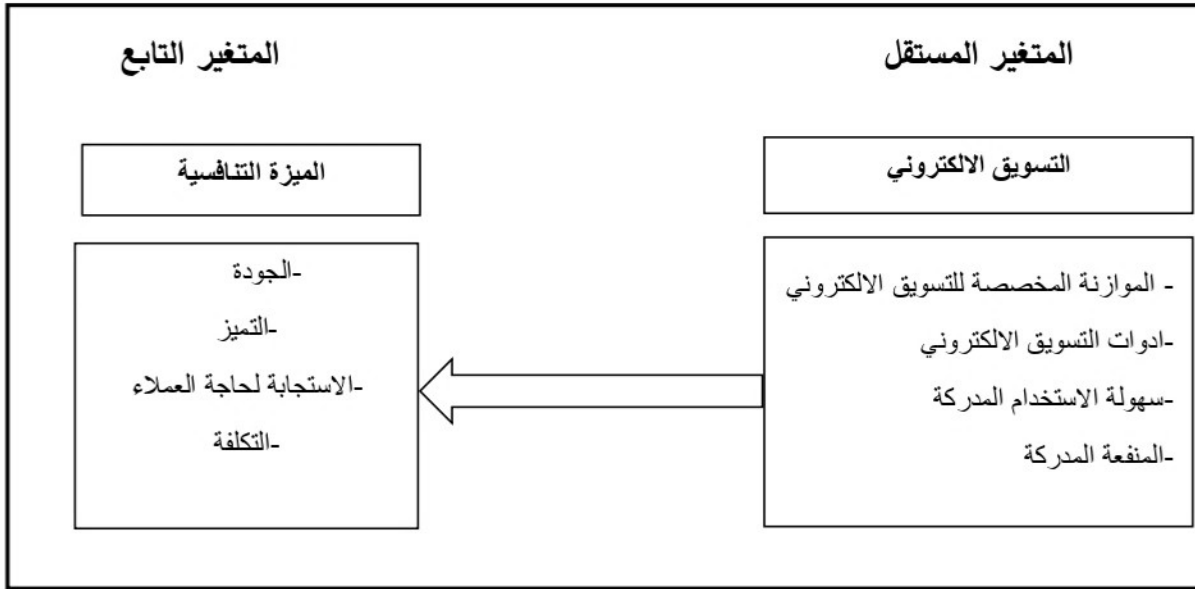 المتغير المستقل
التسويق الالكتروني
- الموازنة المخصصة للتسويق الالكتروني
-ادوات التسويق الالكتروني
-سهولة الاستخدام المدركة
-المنفعة المدركة
المتغير التابع
الميزة التنافسية
-الجودة
-التميز
-الاستجابة لحاجة العملاء
-التكلفة